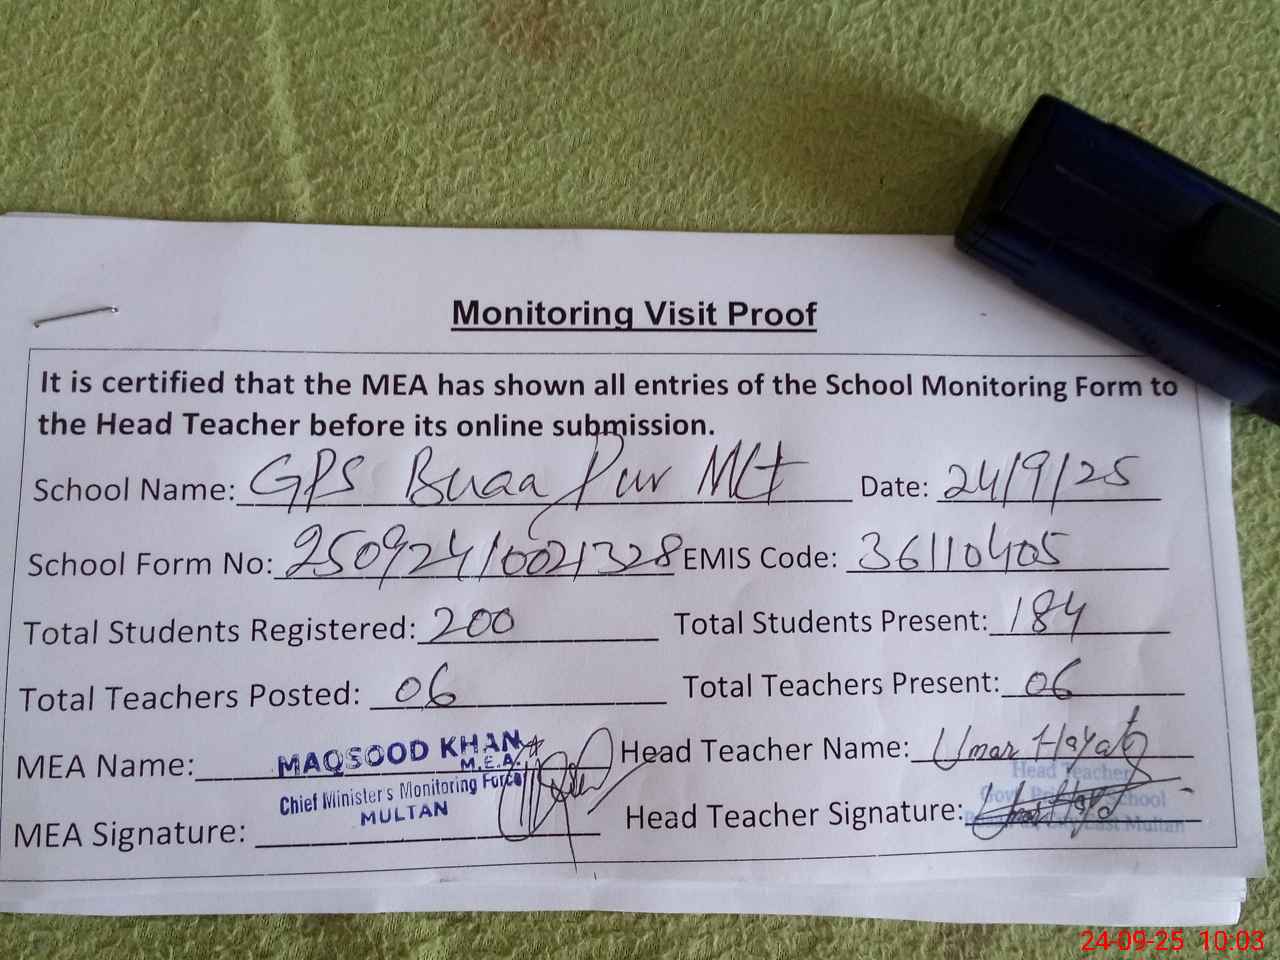 Monitoring Visit Proof
It is certified that the MEA has shown all entries of the School Monitoring Form to
the Head Teacher before its online submission.
School Name: GPS Buaa Pur Mlt Date: 24/9/25
School Form No: 25092410021328 EMIS Code: 36110405
Total Students Registered: 200 Total Students Present: 184
Total Teachers Posted: 06 Total Teachers Present: 06
MEA Name: MAQSOOD KHAN Head Teacher Name: Umar Hayat
M.E.A.
Head Teacher
Chief Minister's Monitoring Force
MULTAN
School
MEA Signature: Head Teacher Signature:
East Multan
24-09-25 10:03